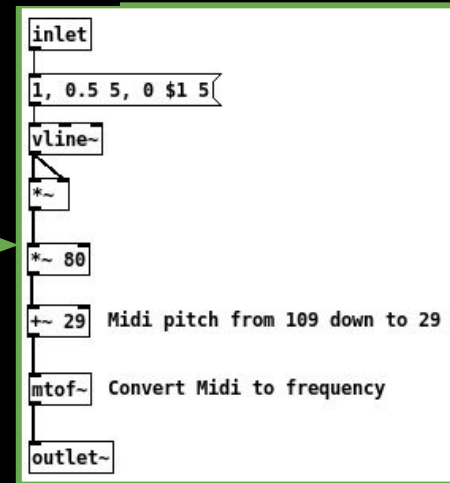 inlet
1, 0.5 5, 0 $1 5
vline~
*~
*~ 80
+~ 29 Midi pitch from 109 down to 29
mtof~ Convert Midi to frequency
outlet~